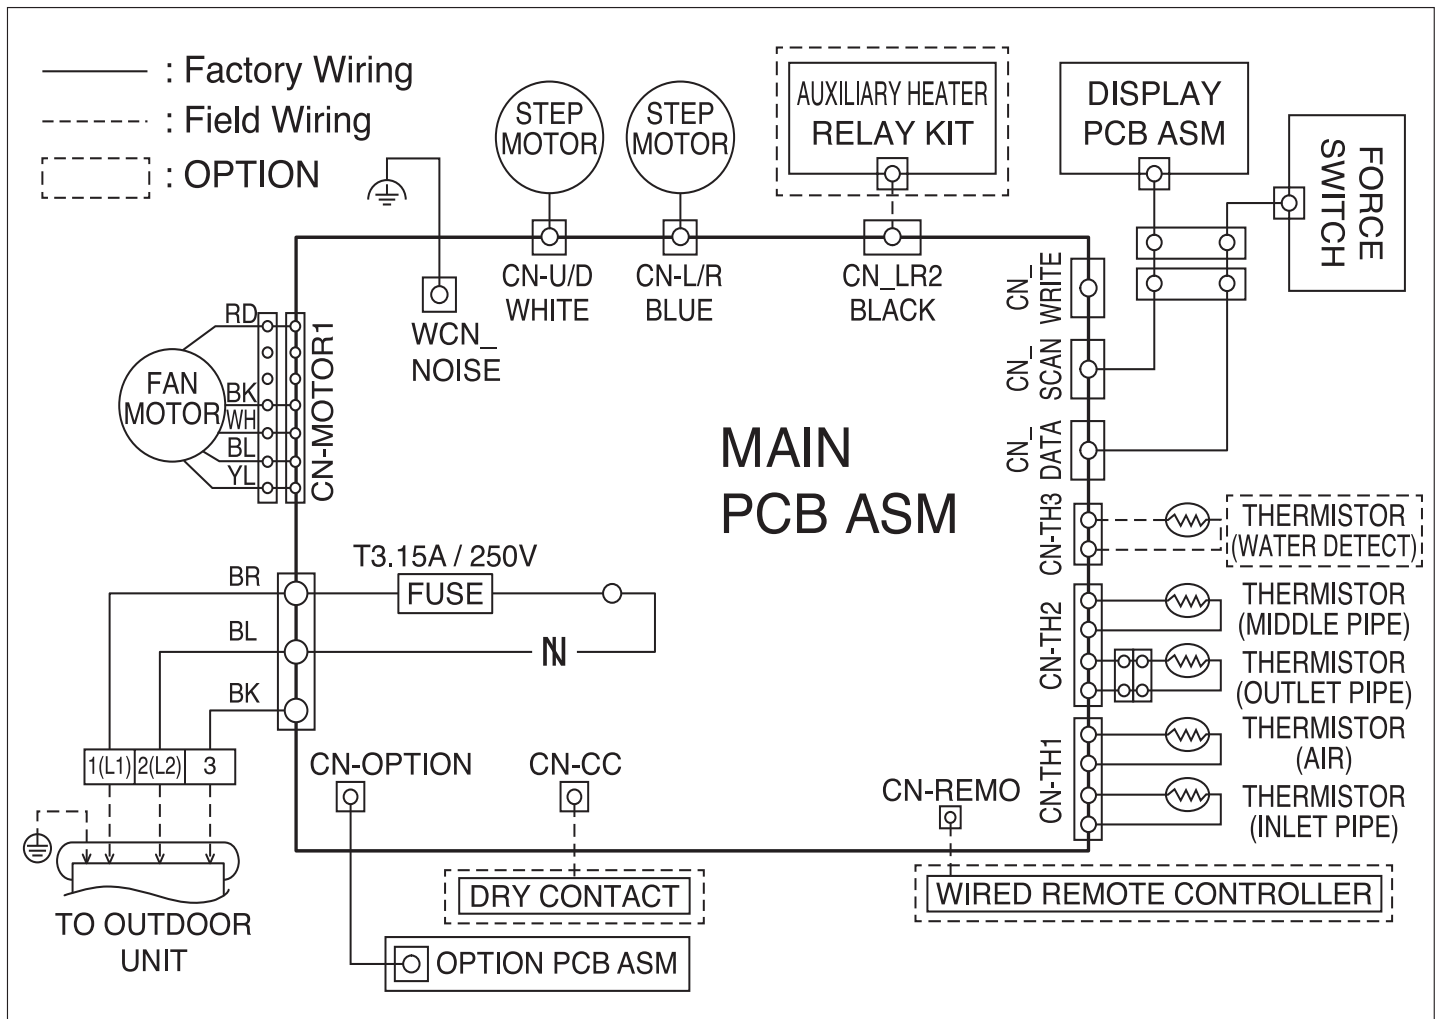 : Factory Wiring
: Field Wiring
: OPTION
STEP
MOTOR
STEP
MOTOR
AUXILIARY HEATER
RELAY KIT
DISPLAY
PCB ASM
FORCE
SWITCH
CN-U/D
WHITE
CN-L/R
BLUE
CN_LR2
BLACK
CN_
WRITE
WCN_
NOISE
RD
BK
WH
BL
YL
FAN
MOTOR
CN-MOTOR1
CN_
SCAN
CN_
DATA
MAIN
PCB ASM
CN-TH3
THERMISTOR
(WATER DETECT)
T3.15A / 250V
FUSE
BR
BL
BK
N
CN-TH2
THERMISTOR
(MIDDLE PIPE)
THERMISTOR
(OUTLET PIPE)
CN-TH1
THERMISTOR
(AIR)
THERMISTOR
(INLET PIPE)
1(L1) 2(L2) 3
CN-OPTION
CN-CC
CN-REMO
TO OUTDOOR
UNIT
DRY CONTACT
WIRED REMOTE CONTROLLER
OPTION PCB ASM